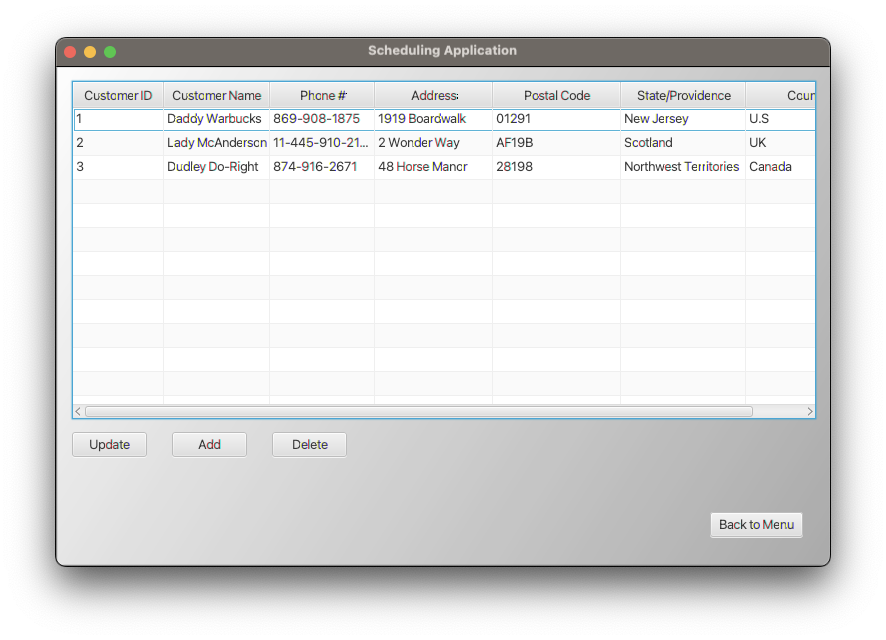 Scheduling Application
Customer ID Customer Name Phone # Address: Postal Code State/Providence Coun
1 Daddy Warbucks 869-908-1875 1919 Boardwalk 01291 New Jersey U.S
2 Lady McAnderson 11-445-910-21... 2 Wonder Way AF19B Scotland UK
3 Dudley Do-Right 874-916-2671 48 Horse Manor 28198 Northwest Territories Canada
Update Add Delete
Back to Menu